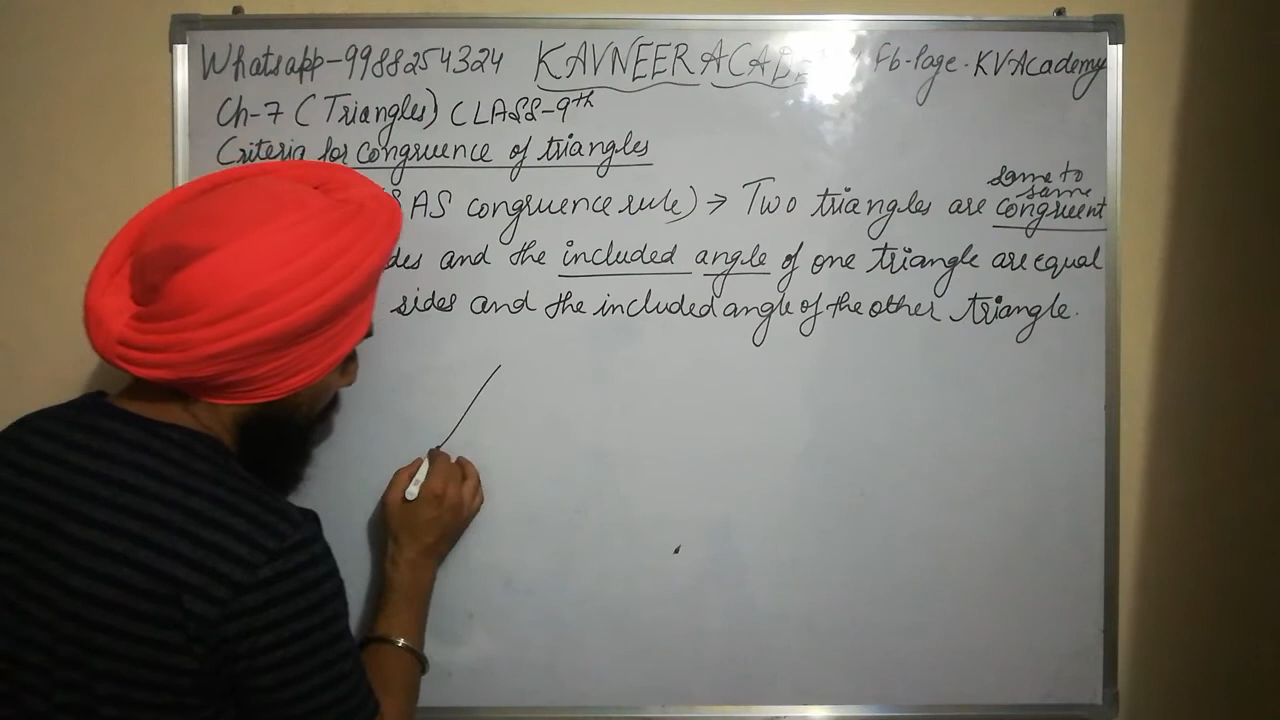 Whatsapp-9988254324 KAVNEER ACAD Fb-Page-KVAcademy
Ch-7 (Triangles) CLASS-9th
Criteria for congruence of triangles
same to
same
SAS congruence rule) → Two triangles are congruent
des and the included angle of one triangle are equal
sides and the included angle of the other triangle.